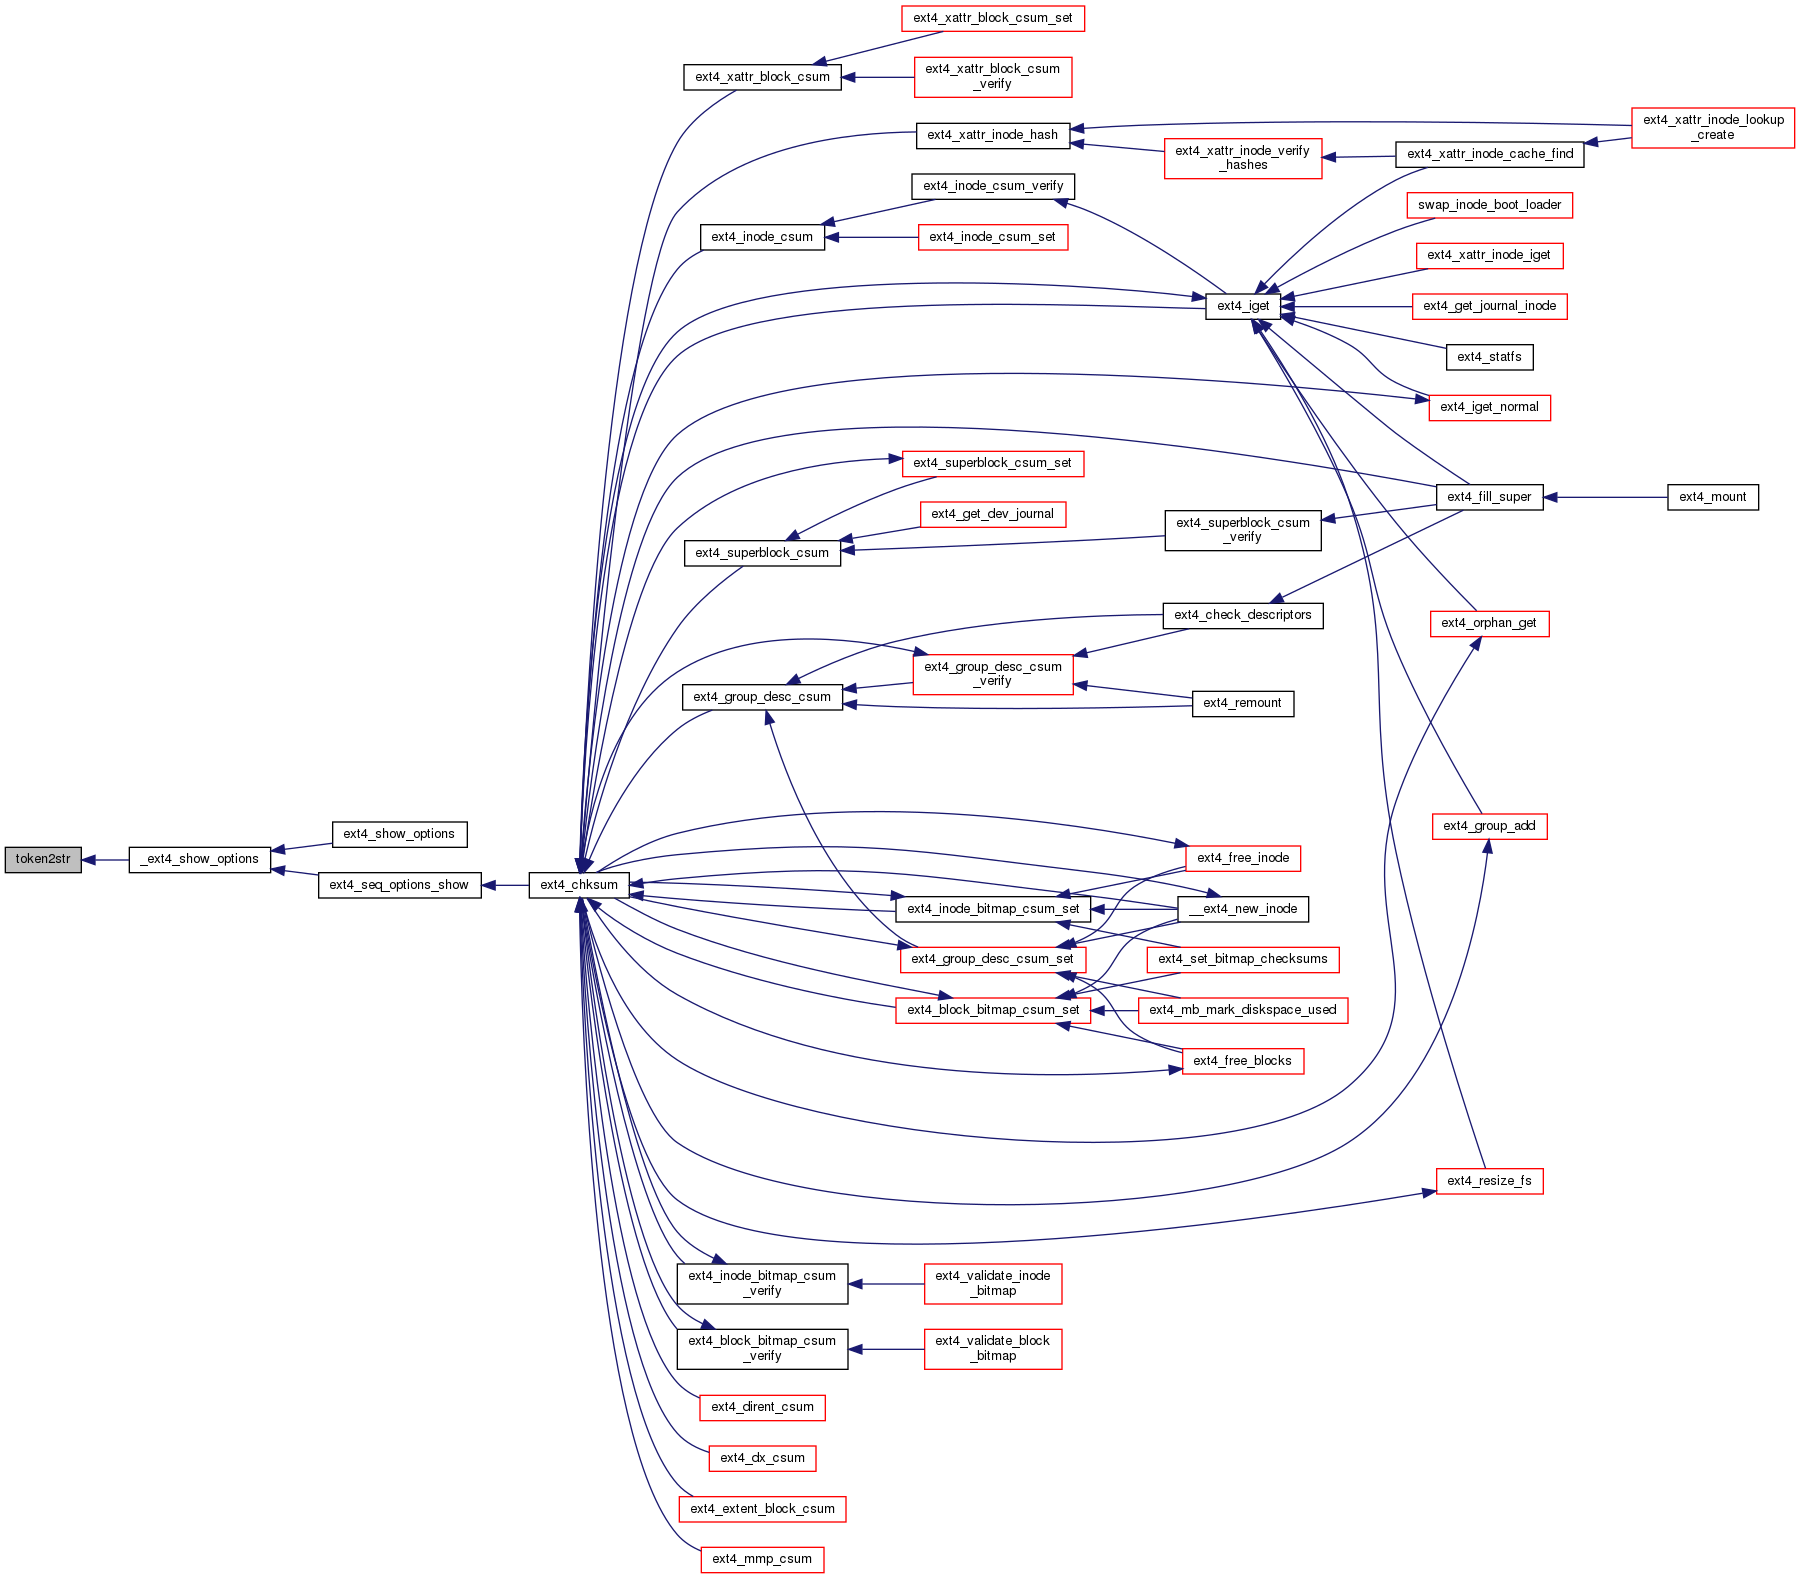 ext4_xattr_block_csum_set
ext4_xattr_block_csum
ext4_xattr_block_csum
_verify
ext4_xattr_inode_hash
ext4_xattr_inode_lookup
_create
ext4_xattr_inode_verify
_hashes
ext4_xattr_inode_cache_find
ext4_inode_csum_verify
swap_inode_boot_loader
ext4_inode_csum
ext4_inode_csum_set
ext4_xattr_inode_iget
ext4_iget
ext4_get_journal_inode
ext4_statfs
ext4_iget_normal
ext4_superblock_csum_set
ext4_fill_super
ext4_mount
ext4_get_dev_journal
ext4_superblock_csum
_verify
ext4_superblock_csum
ext4_check_descriptors
ext4_orphan_get
ext4_group_desc_csum
_verify
ext4_group_desc_csum
ext4_remount
ext4_group_add
ext4_show_options
token2str
_ext4_show_options
ext4_free_inode
ext4_seq_options_show
ext4_chksum
ext4_inode_bitmap_csum_set
__ext4_new_inode
ext4_group_desc_csum_set
ext4_set_bitmap_checksums
ext4_block_bitmap_csum_set
ext4_mb_mark_diskspace_used
ext4_free_blocks
ext4_resize_fs
ext4_inode_bitmap_csum
_verify
ext4_validate_inode
_bitmap
ext4_block_bitmap_csum
_verify
ext4_validate_block
_bitmap
ext4_dirent_csum
ext4_dx_csum
ext4_extent_block_csum
ext4_mmp_csum